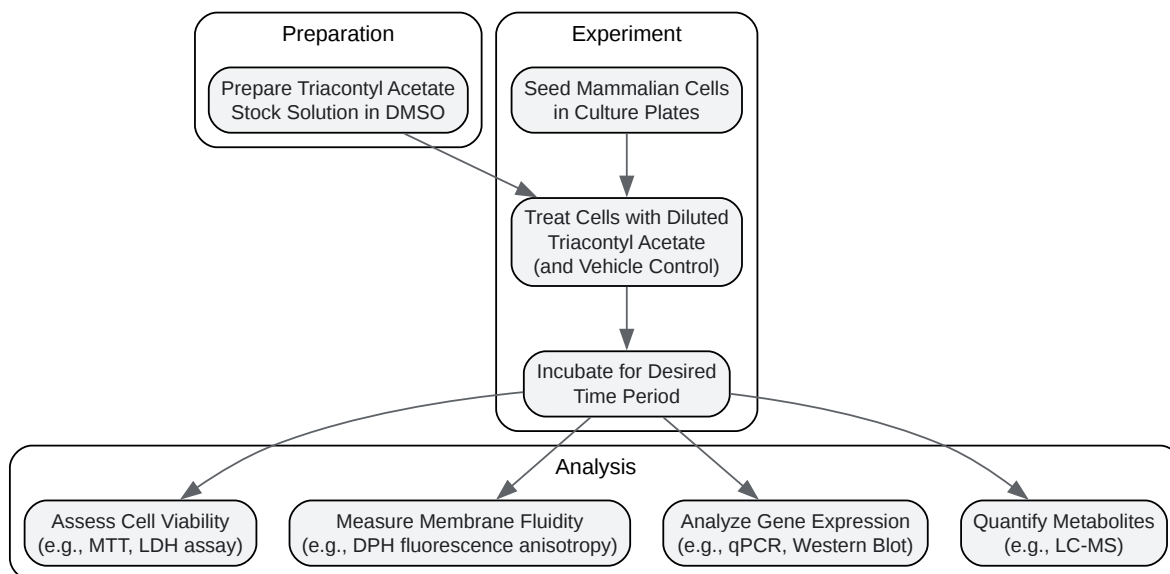 Preparation
Experiment
Prepare Triacontyl Acetate
Stock Solution in DMSO
Seed Mammalian Cells
in Culture Plates
Treat Cells with Diluted
Triacontyl Acetate
(and Vehicle Control)
Incubate for Desired
Time Period
Analysis
Assess Cell Viability
(e.g., MTT, LDH assay)
Measure Membrane Fluidity
(e.g., DPH fluorescence anisotropy)
Analyze Gene Expression
(e.g., qPCR, Western Blot)
Quantify Metabolites
(e.g., LC-MS)